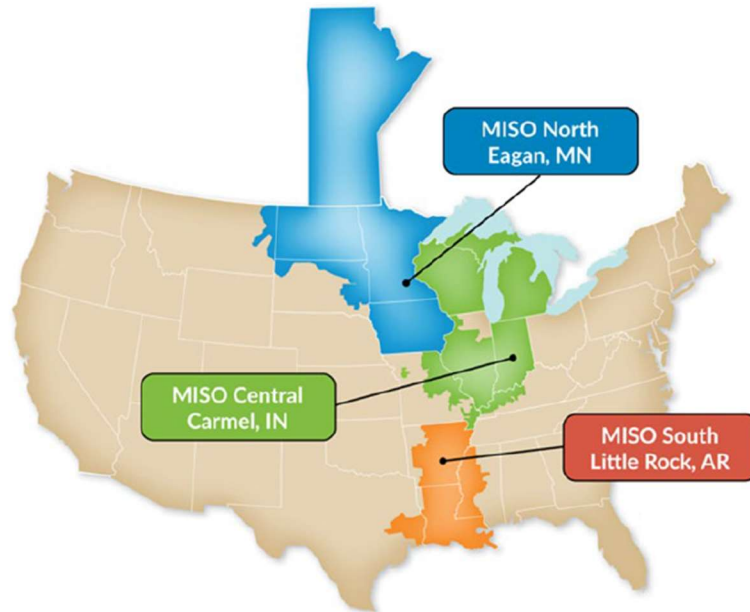 MISO North
Eagan, MN
MISO Central
Carmel, IN
MISO South
Little Rock, AR